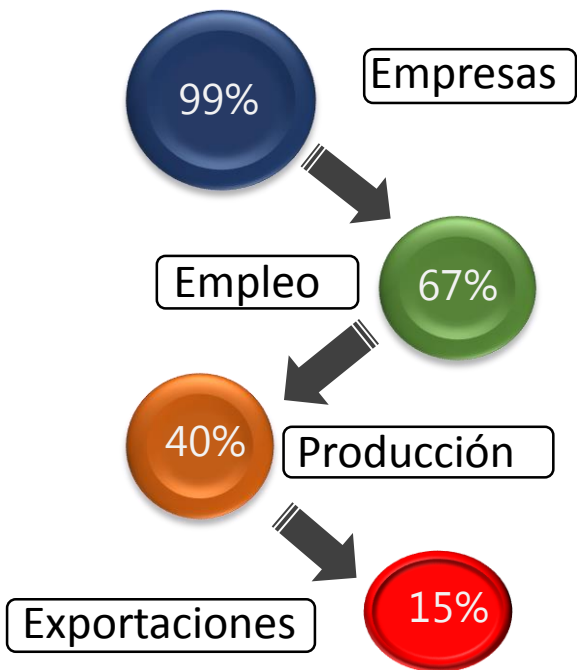 99%
Empresas
Empleo
67%
40%
Producción
15%
Exportaciones